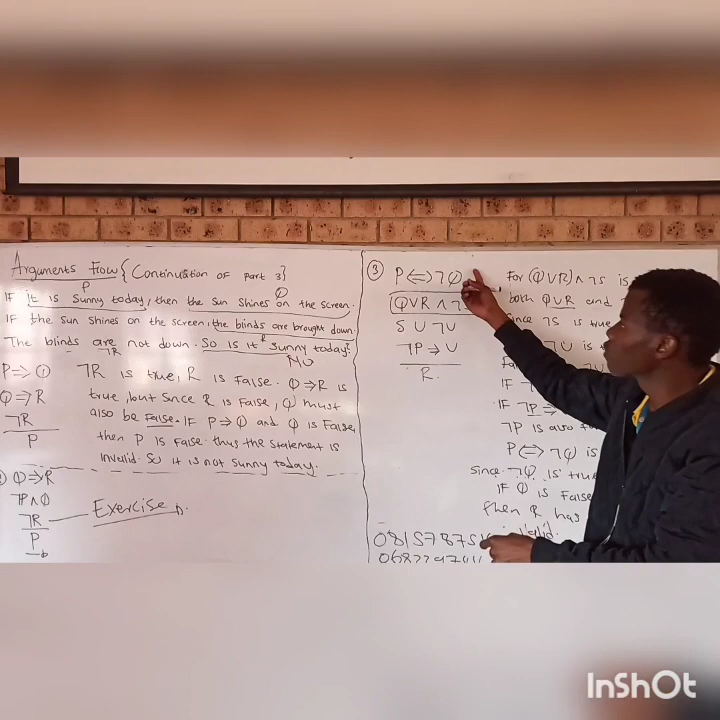 Arguments Flow {Continuation OF Part 3}
P
Q
IF it is sunny today, then the sun shines on the screen.
IF the sun shines on the screen, the blinds are brought down.
¬R
R
The blinds are not down. So is it sunny today?
No
P => Q
Q => R
¬R
P
¬R is true, R is False. Q => R is
true, but since R is False, Q must
also be False. IF P => Q and Q is False,
then P is False. thus the statement is
invalid. So it is not sunny today.
Q => R
¬P ∧ Q
¬R
P
Exercise
③ P <=> ¬Q
Q∨R ∧ ¬S
S ∪ ¬U
¬P => U
R
For (Q∨R) ∧ ¬S is
both Q∨R and
since ¬S is true
¬U is
IF ¬
IF ¬P =>
¬P is also
P <=> ¬Q is
since ¬Q is true
IF Q is False
then R has
valid.
InShOt